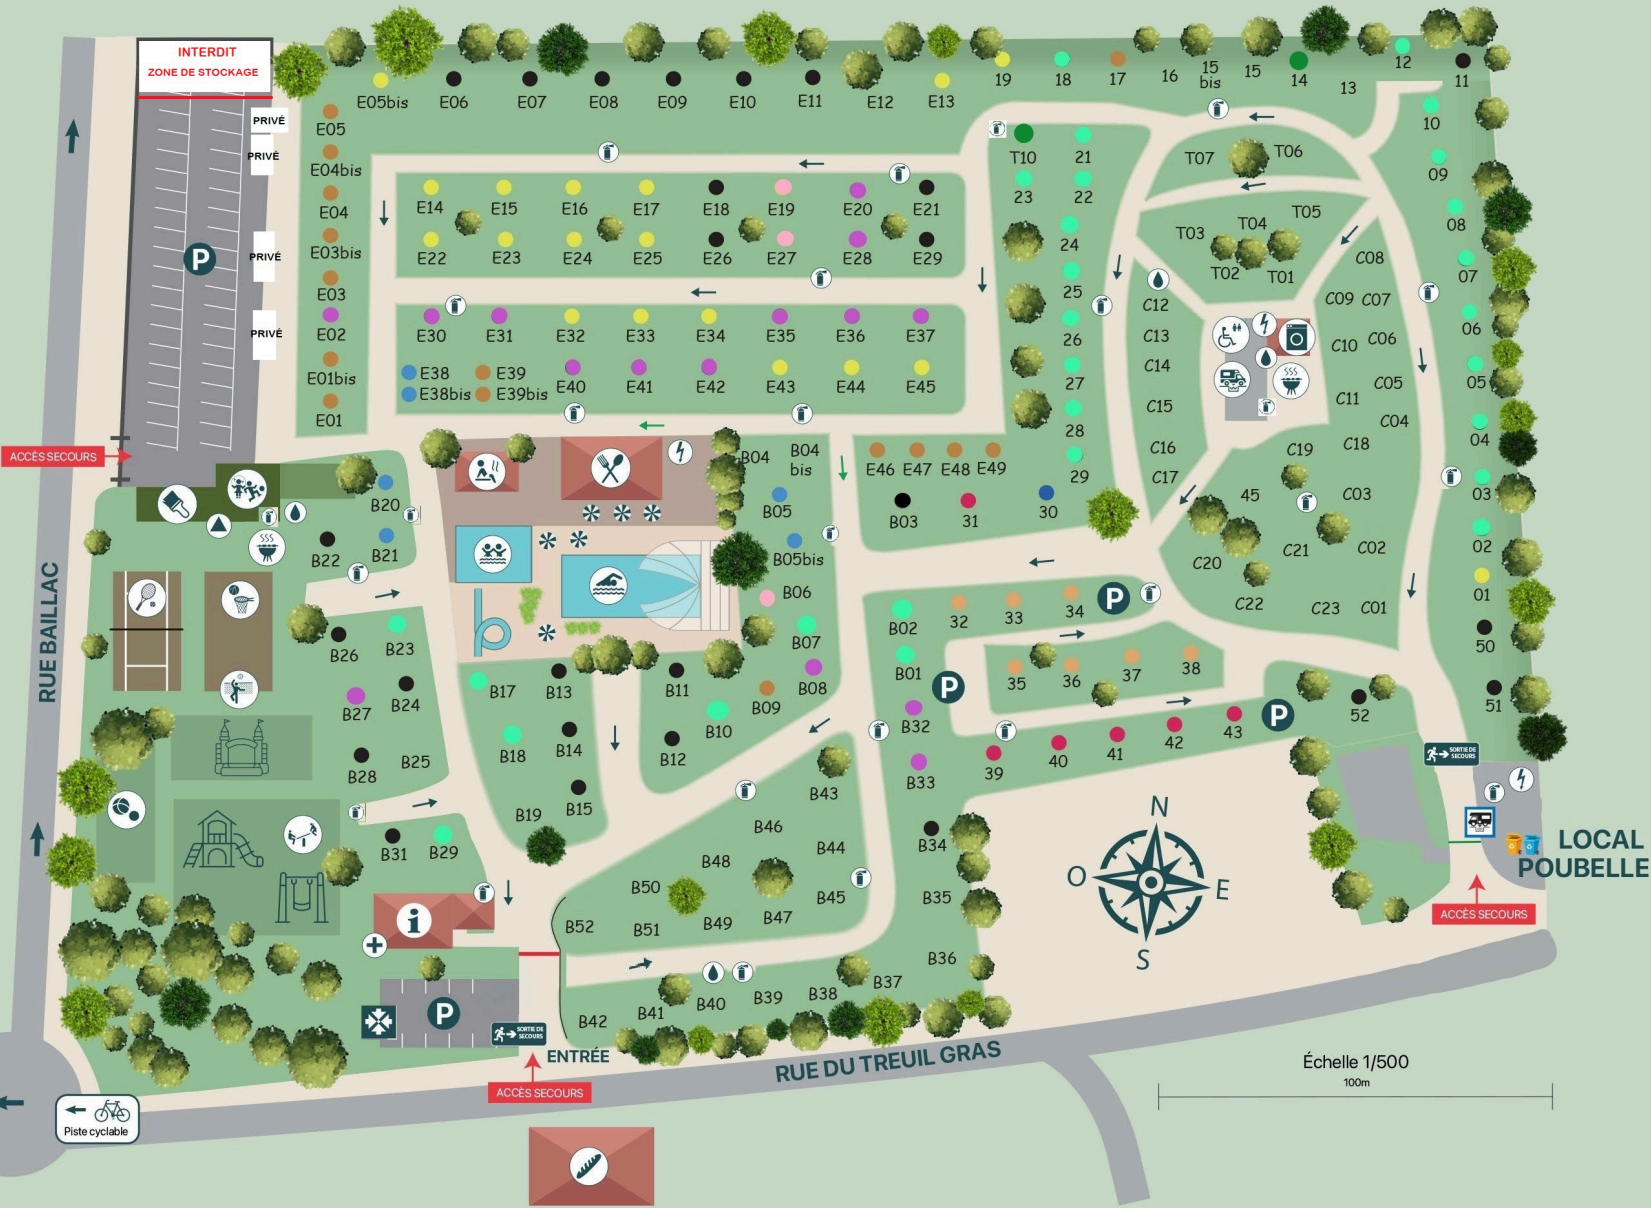 INTERDIT
ZONE DE STOCKAGE
PRIVÉ
PRIVÉ
PRIVÉ
PRIVÉ
P
ACCÈS SECOURS
RUE BAILLAC
E05bis E06 E07 E08 E09 E10 E11 E12 E13
19 18 17 16 15 bis 15 14 13 12 11
E05
E04bis
E04
E03bis
E03
E02
E01bis
E01
E14 E15 E16 E17 E18 E19 E20 E21
E22 E23 E24 E25 E26 E27 E28 E29
E30 E31 E32 E33 E34 E35 E36 E37
E38 E39
E38bis E39bis
E40 E41 E42 E43 E44 E45
T10 21
23 22
24
25
26
27
28
29
E46 E47 E48 E49
B03 31 30
T07 T06
T05
T04
T03
T02 T01
C12
C13
C14
C15
C16
C17
C08
C09 C07
C10 C06
C05
C11
C04
C19 C18
45 C03
C21 C02
C20
C22 C23 C01
10
09
08
07
06
05
04
03
02
01
50
51
52
B04
B04
bis
B05
B05bis
B06
B07
B08
B09
B10
B11
B12
B20
B22 B21
B26 B23
B27 B24
B28 B25
B31 B29
B17 B13
B18 B14
B19 B15
B02 32 33 34 P
B01 35 36 37 38
P
B32
B33 39 40 41 42 43 P
B34
B35
B36
B37
B43
B46
B44
B48
B50
B45
B47
B49
B51
B52
B42 B41 B40 B39 B38
i
P
SORTIE DE
SECOURS
ENTRÉE
ACCÈS SECOURS
RUE DU TREUIL GRAS
N
O E
S
SORTIE DE
SECOURS
LOCAL
POUBELLE
ACCÈS SECOURS
Échelle 1/500
100m
Piste cyclable